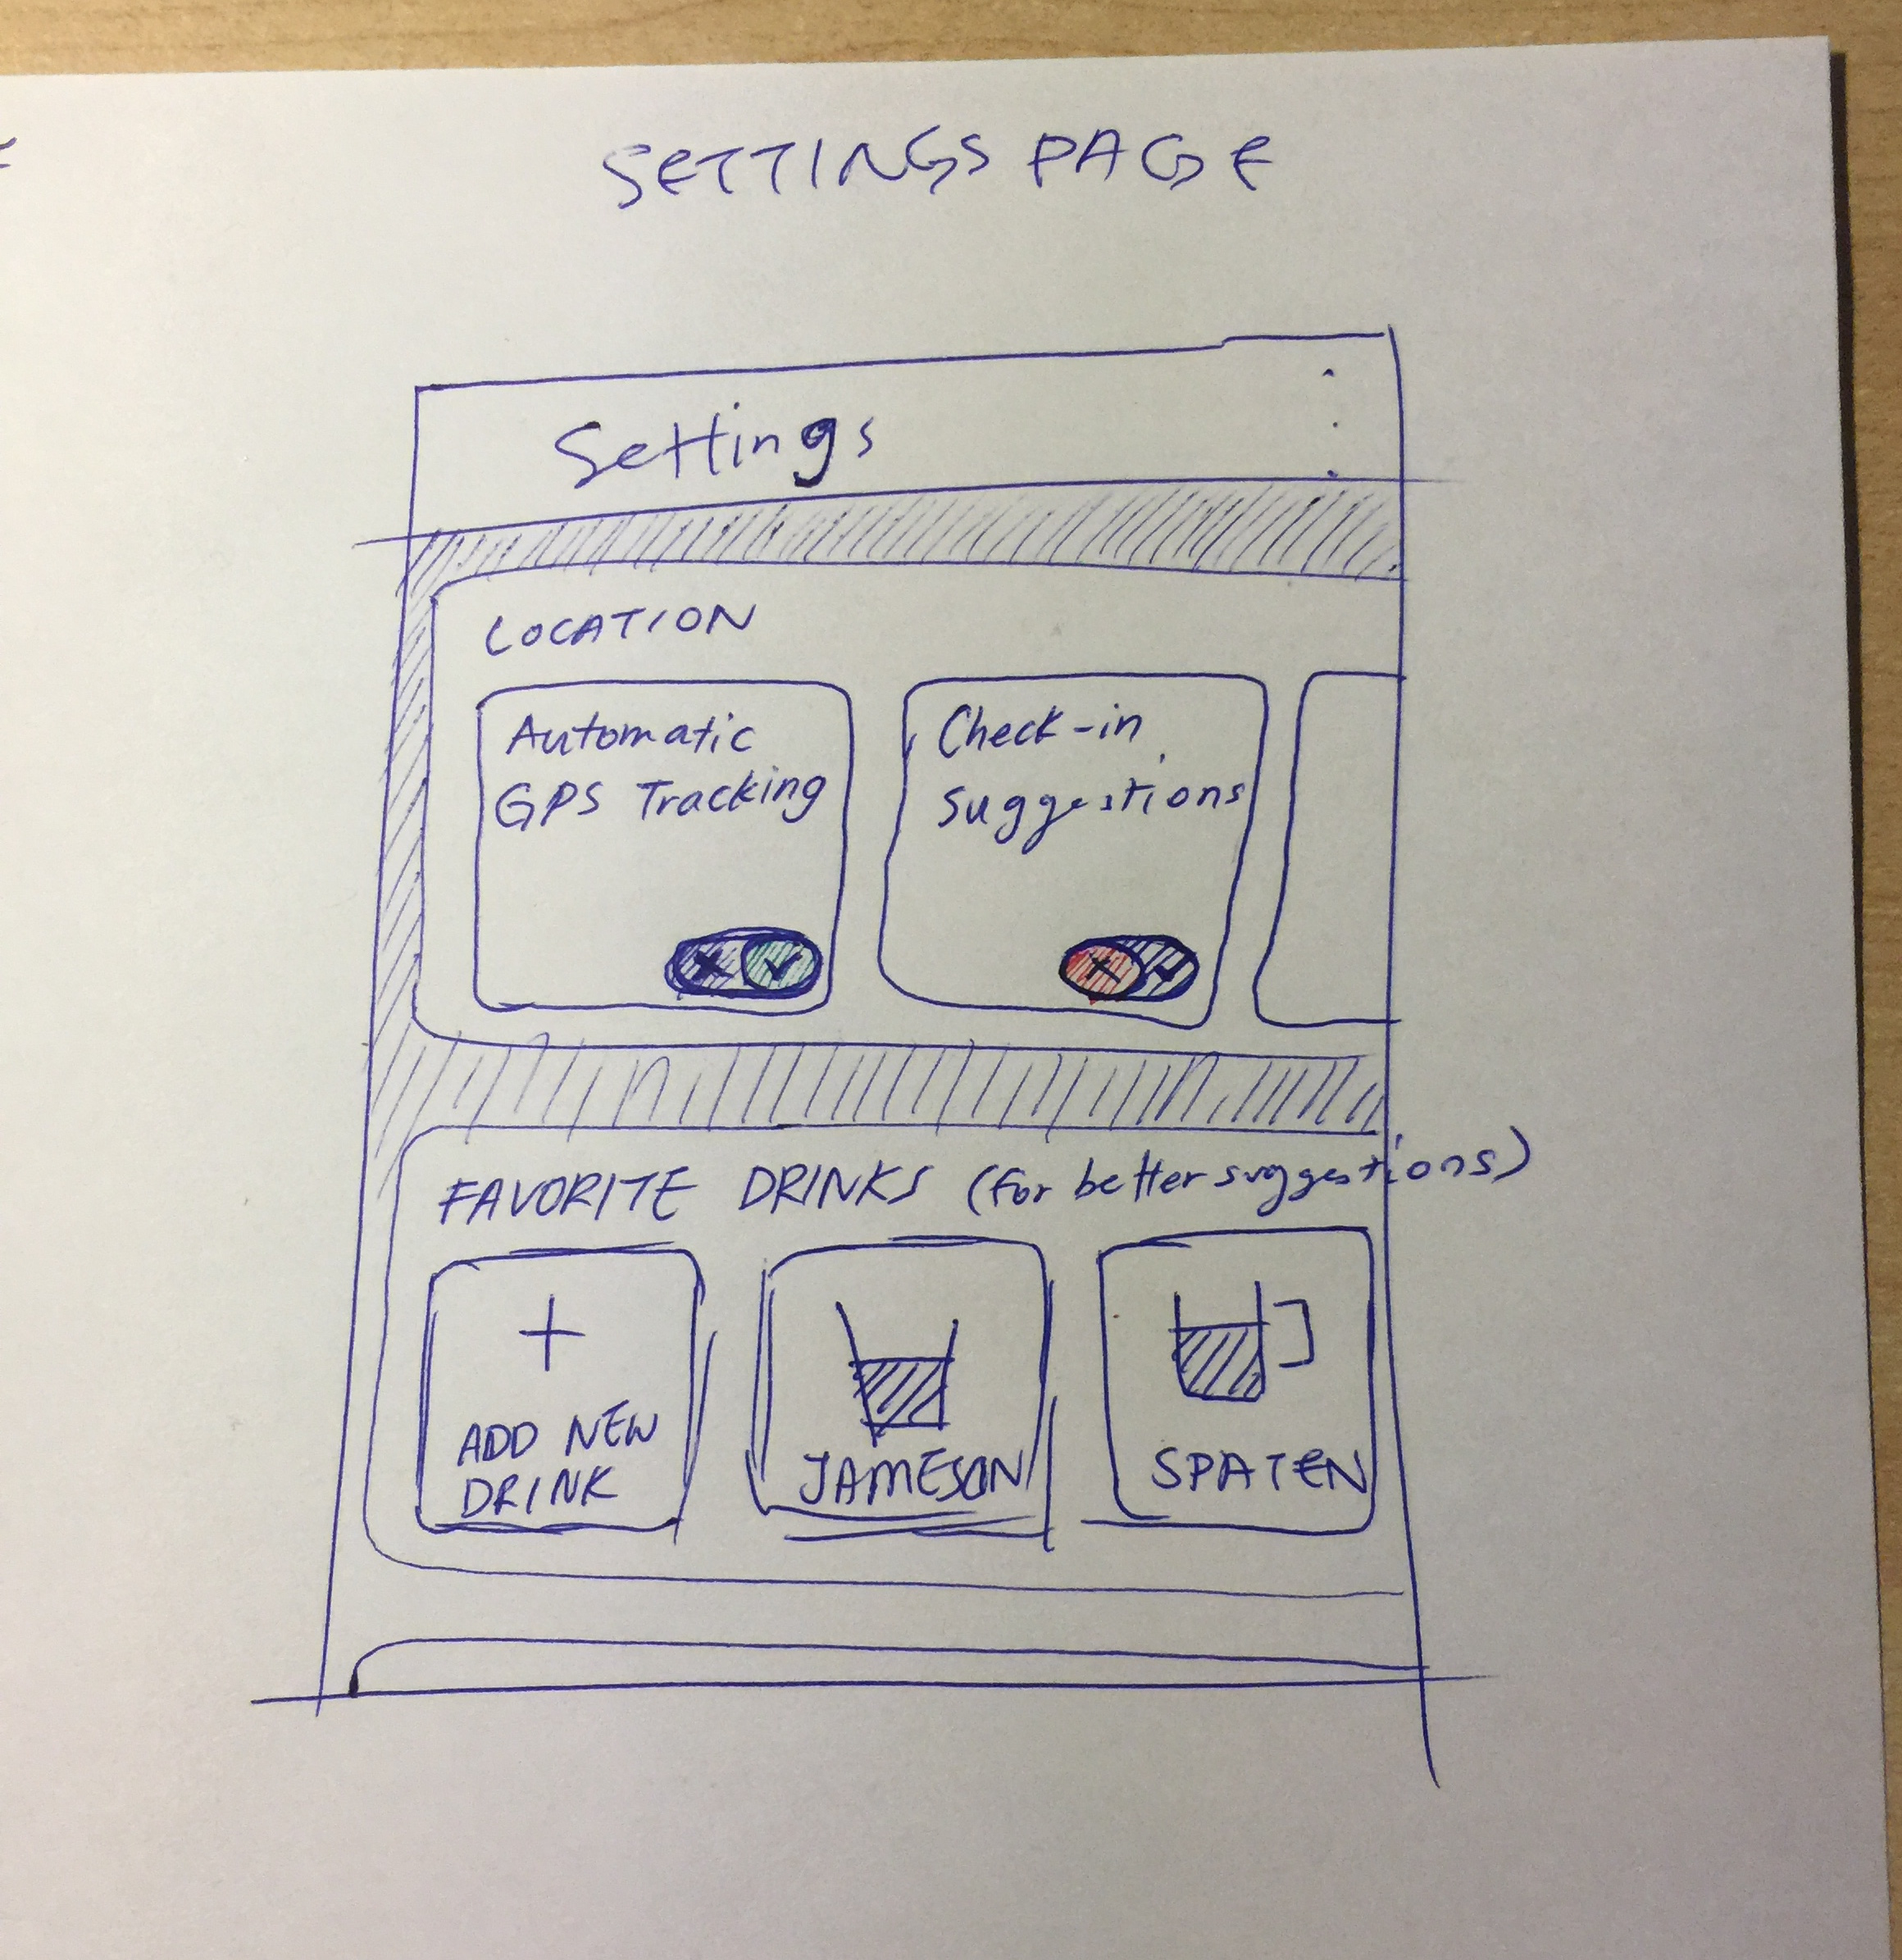 SETTINGS PAGE
Settings
LOCATION
Automatic
GPS Tracking
Check-in
suggestions
FAVORITE DRINKS (for better suggestions)
ADD NEW
DRINK
JAMESON
SPATEN